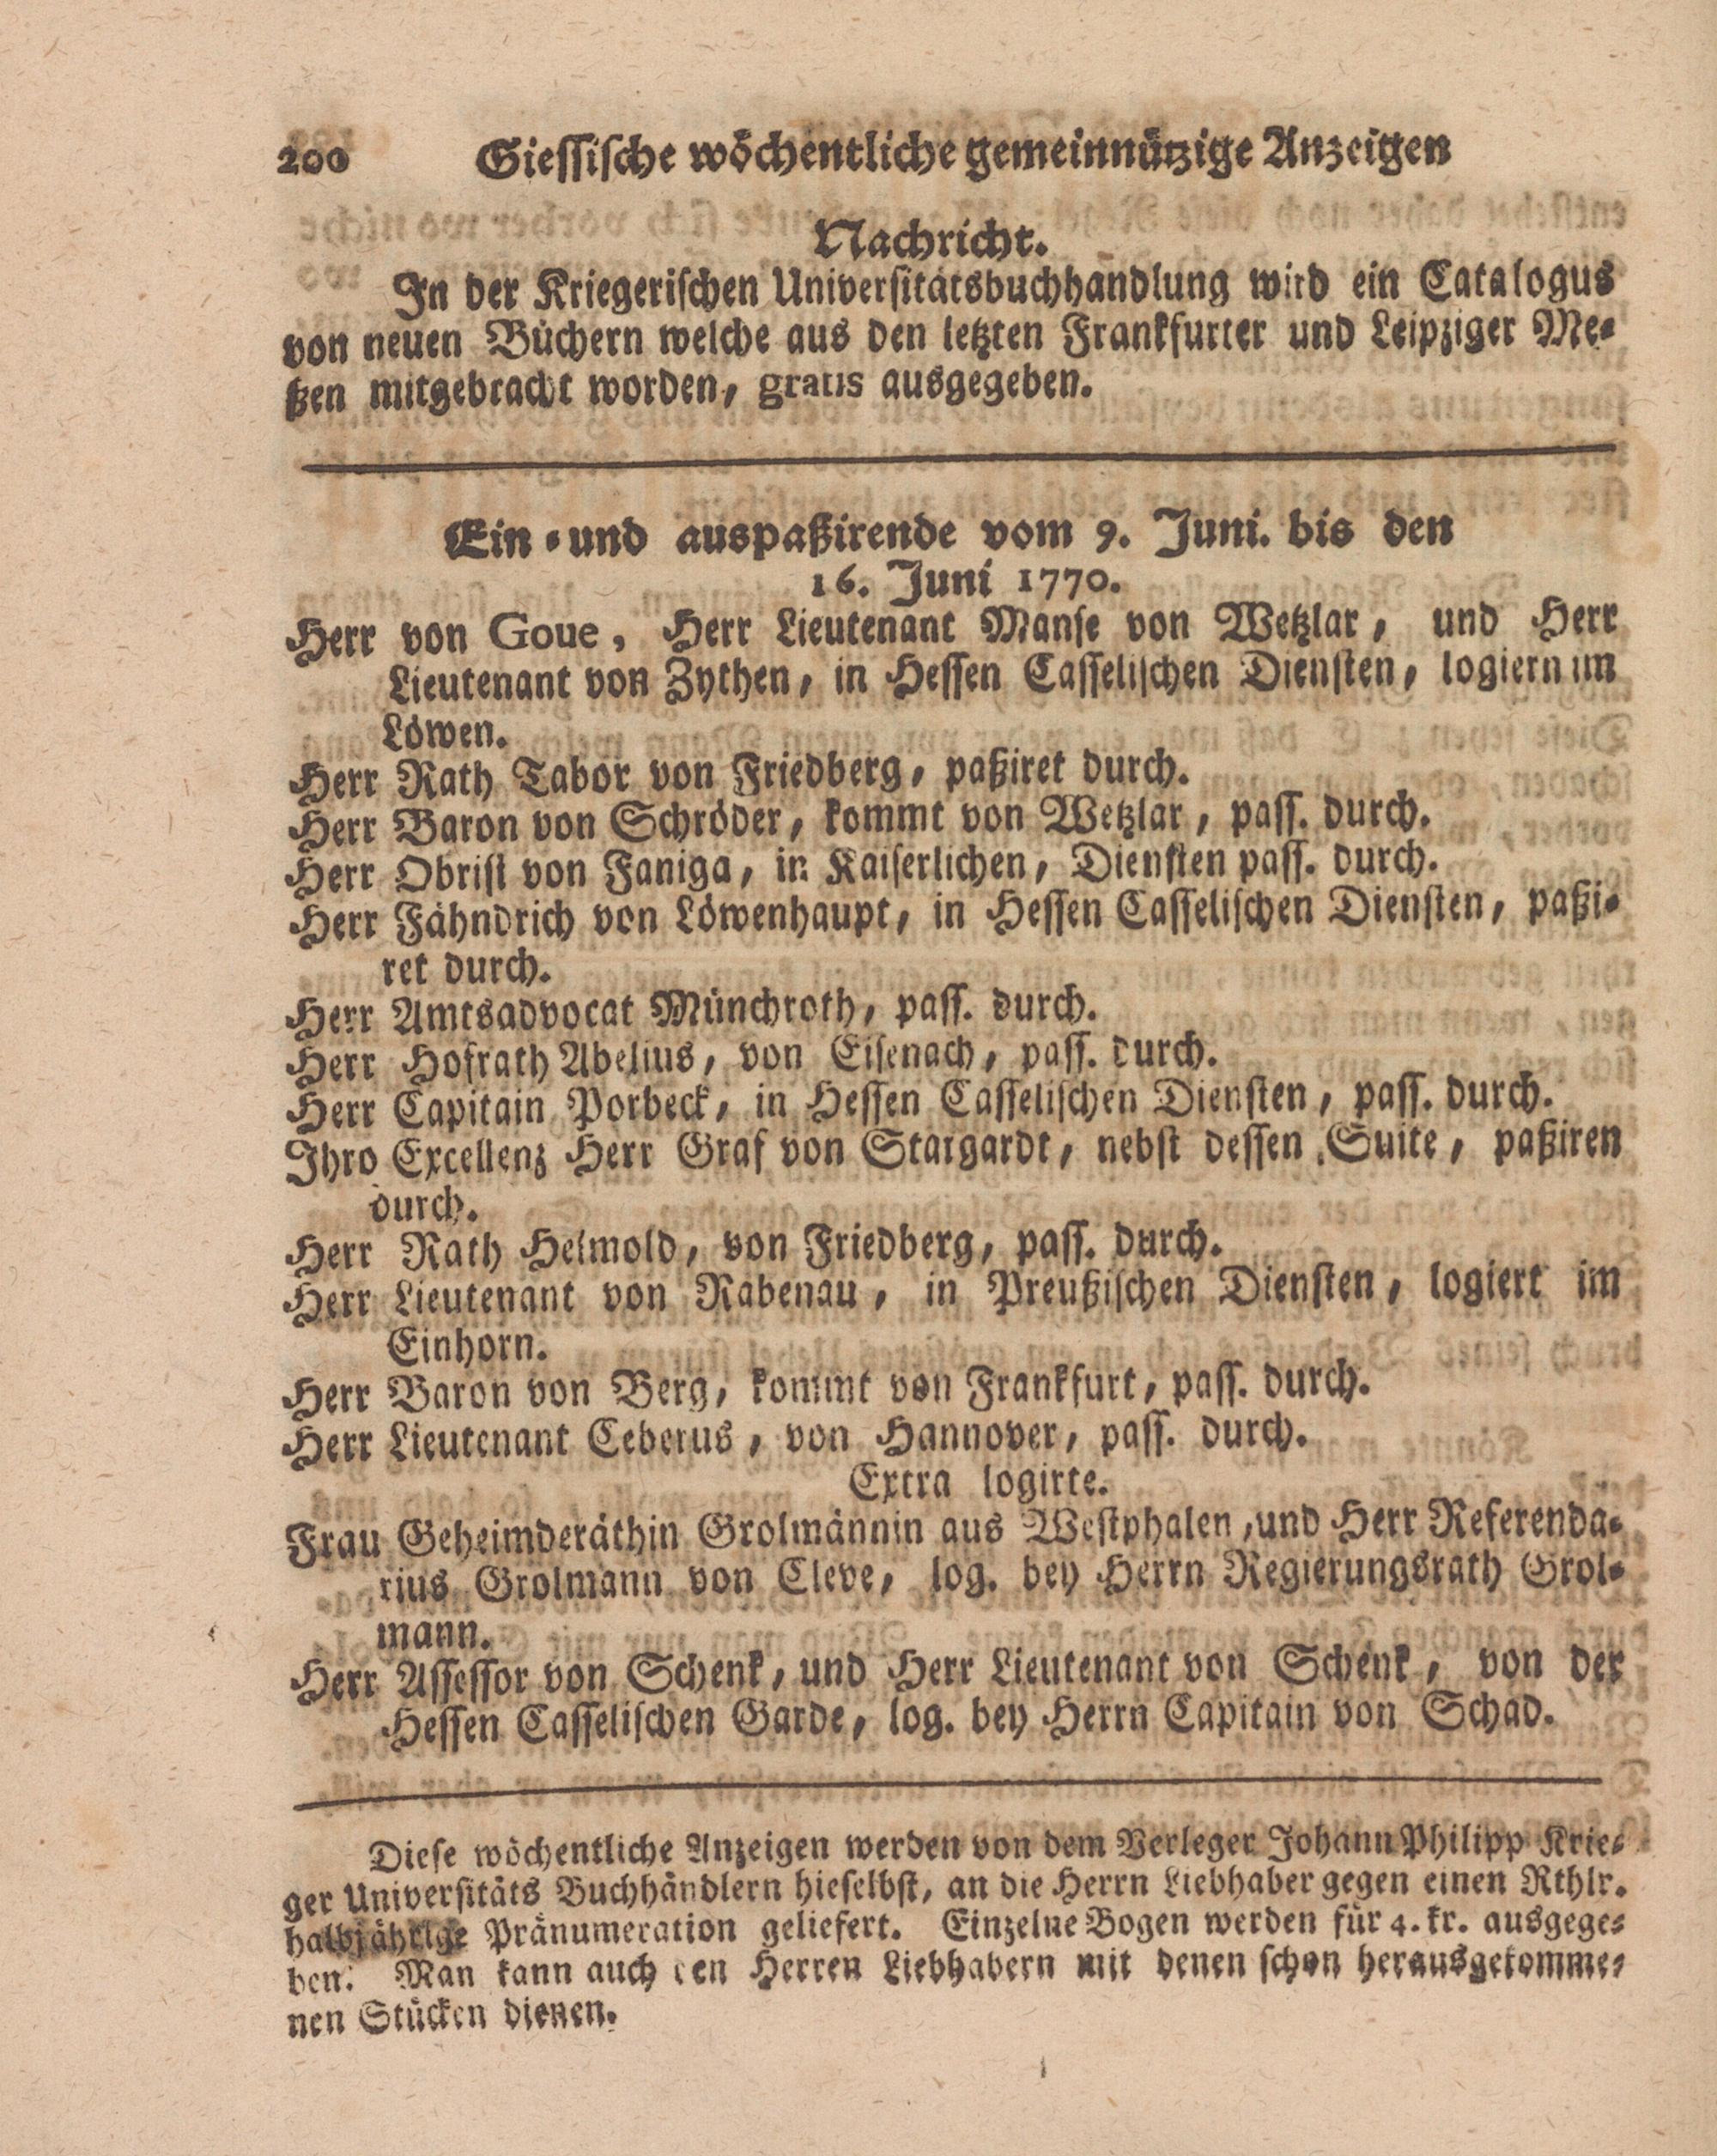 200 Giessische wöchentliche gemeinnützige Anzeigen
Nachricht.
In der Kriegerischen Universitätsbuchhandlung wird ein Catalogus
von neuen Büchern welche aus den letzten Frankfurter und Leipziger Me-
ßen mitgebracht worden, gratis ausgegeben.
Ein- und auspaßirende vom 9. Juni. bis den
16. Juni 1770.
Herr von Goue, Herr Lieutenant Manse von Wetzlar, und Herr
Lieutenant von Zythen, in Hessen Casselischen Diensten, logiern im
Löwen.
Herr Rath Tabor von Friedberg, paßiret durch.
Herr Baron von Schröder, kommt von Wetzlar, pass. durch.
Herr Obrist von Faniga, in Kaiserlichen, Diensten pass. durch.
Herr Fähndrich von Löwenhaupt, in Hessen Casselischen Diensten, paßi-
ret durch.
Herr Amtsadvocat Münchroth, pass. durch.
Herr Hofrath Abelius, von Eisenach, pass. durch.
Herr Capitain Porbeck, in Hessen Casselischen Diensten, pass. durch.
Ihro Excellenz Herr Graf von Stargardt, nebst dessen Suite, paßiren
durch.
Herr Rath Helmold, von Friedberg, pass. durch.
Herr Lieutenant von Rabenau, in Preußischen Diensten, logiert im
Einhorn.
Herr Baron von Berg, kommt von Frankfurt, pass. durch.
Herr Lieutenant Ceberus, von Hannover, pass. durch.
Extra logirte.
Frau Geheimderäthin Grolmännin aus Westphalen, und Herr Referenda-
rius Grolmann von Cleve, log. bey Herrn Regierungsrath Grol-
mann.
Herr Assessor von Schenk, und Herr Lieutenant von Schenk, von der
Hessen Casselischen Garde, log. bey Herrn Capitain von Schad.
Diese wöchentliche Anzeigen werden von dem Verleger Johann Philipp Krie-
ger Universitäts Buchhändlern hieselbst, an die Herrn Liebhaber gegen einen Rthlr.
halbjährige Pränumeration geliefert. Einzelne Bogen werden für 4. kr. ausgege-
ben. Man kann auch den Herren Liebhabern mit denen schon herausgekomme-
nen Stücken dienen.